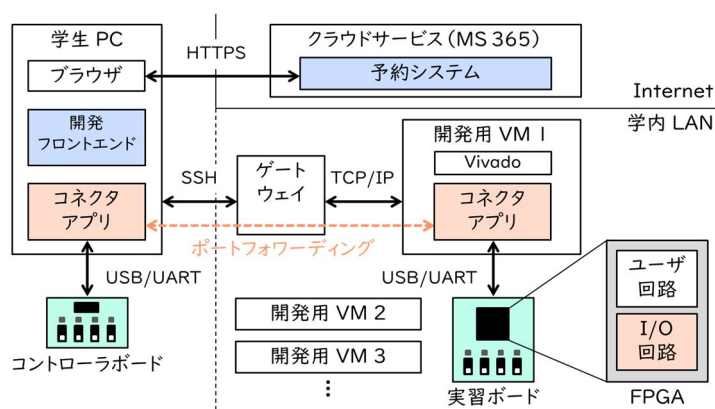 学生 PC
ブラウザ
開発
フロントエンド
コネクタ
アプリ
USB/UART
コントローラボード
HTTPS
クラウドサービス(MS 365)
予約システム
Internet
学内 LAN
SSH
ゲート
ウェイ
TCP/IP
ポートフォワーディング
開発用 VM 1
Vivado
コネクタ
アプリ
USB/UART
開発用 VM 2
開発用 VM 3
⋮
実習ボード
ユーザ
回路
I/O
回路
FPGA